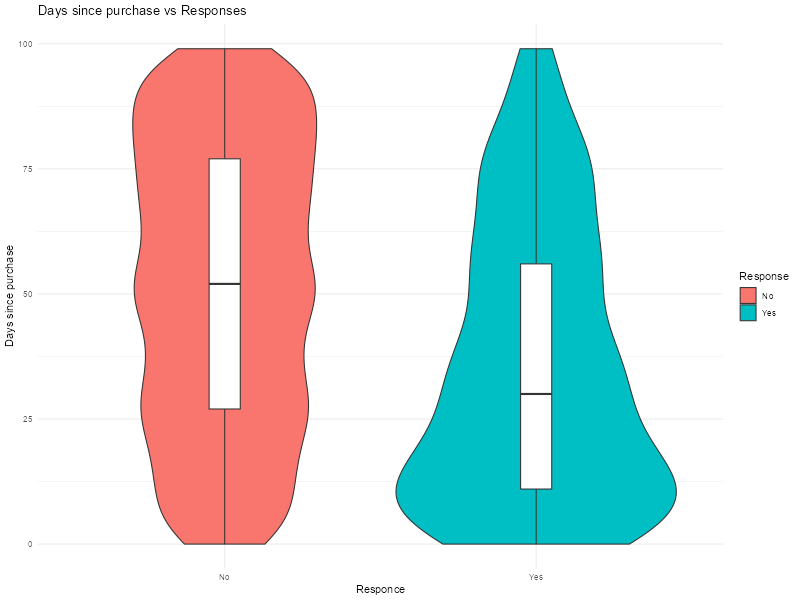 Days since purchase vs Responses
100
75
50
25
0
Days since purchase
No
Yes
Responce
Response
No
Yes